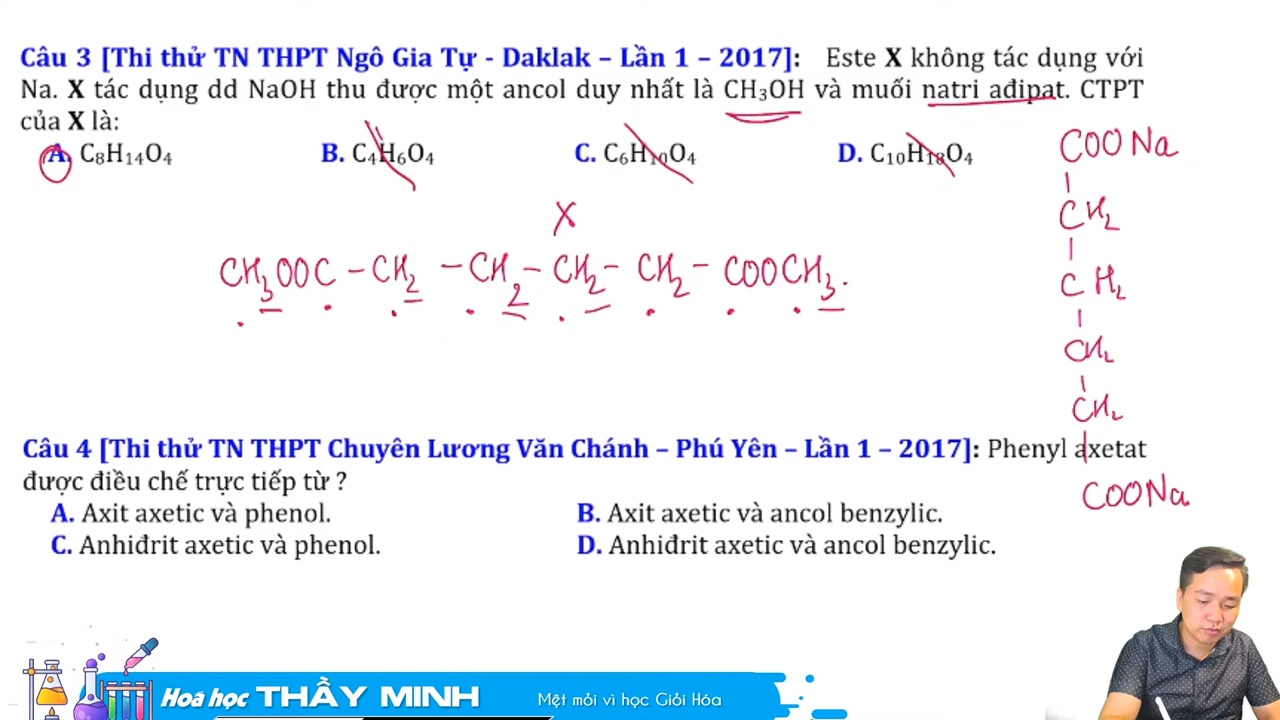 Câu 3 [Thi thử TN THPT Ngô Gia Tự - Daklak – Lần 1 – 2017]: Este X không tác dụng với
Na. X tác dụng dd NaOH thu được một ancol duy nhất là CH₃OH và muối natri ađipat. CTPT
của X là:
A. C₈H₁₄O₄ B. C₄H₆O₄ C. C₆H₁₀O₄ D. C₁₀H₁₈O₄
X
CH₃OOC – CH₂ – CH₂ – CH₂ – CH₂ – COOCH₃.
COONa
CH₂
CH₂
CH₂
CH₂
COONa
Câu 4 [Thi thử TN THPT Chuyên Lương Văn Chánh – Phú Yên – Lần 1 – 2017]: Phenyl axetat
được điều chế trực tiếp từ ?
A. Axit axetic và phenol. B. Axit axetic và ancol benzylic.
C. Anhiđrit axetic và phenol. D. Anhiđrit axetic và ancol benzylic.
Hoá học THẦY MINH Mệt mỏi vì học Giỏi Hóa